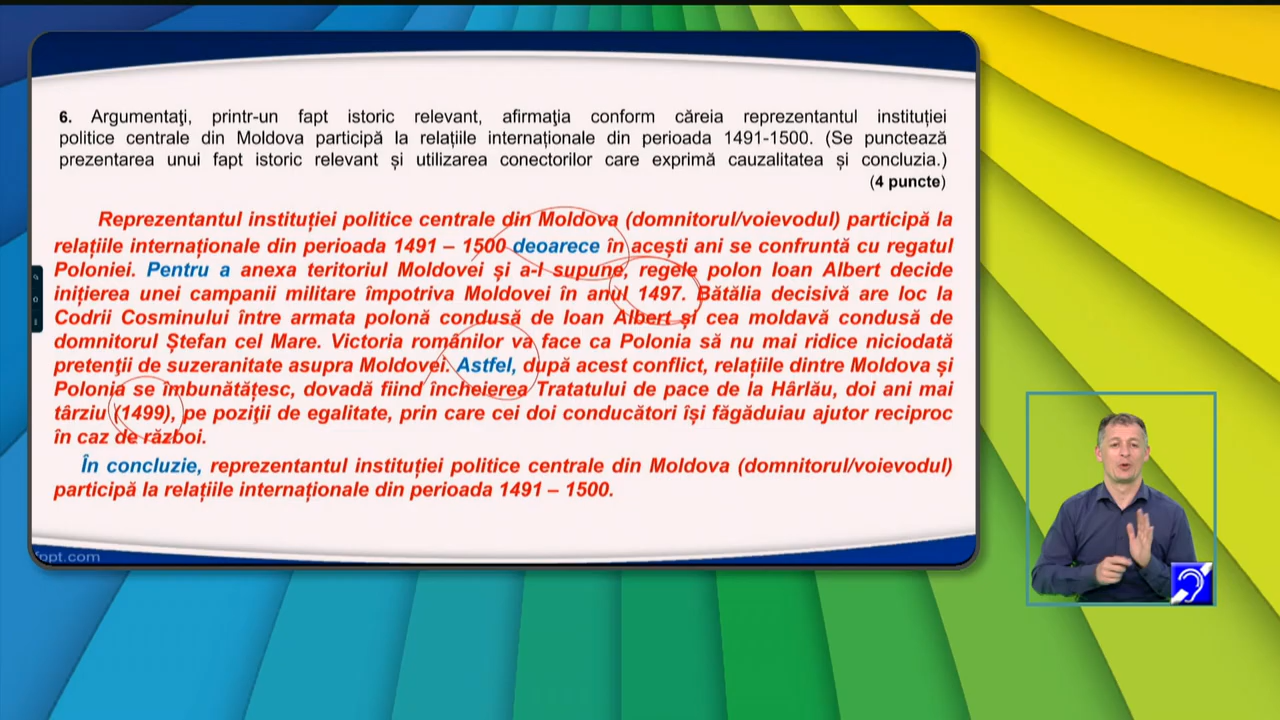 6. Argumentaţi, printr-un fapt istoric relevant, afirmaţia conform căreia reprezentantul instituției
politice centrale din Moldova participă la relațiile internaționale din perioada 1491-1500. (Se punctează
prezentarea unui fapt istoric relevant și utilizarea conectorilor care exprimă cauzalitatea și concluzia.)
(4 puncte)
Reprezentantul instituției politice centrale din Moldova (domnitorul/voievodul) participă la
relațiile internaționale din perioada 1491 – 1500 deoarece în acești ani se confruntă cu regatul
Poloniei. Pentru a anexa teritoriul Moldovei și a-l supune, regele polon Ioan Albert decide
inițierea unei campanii militare împotriva Moldovei în anul 1497. Bătălia decisivă are loc la
Codrii Cosminului între armata polonă condusă de Ioan Albert și cea moldavă condusă de
domnitorul Ștefan cel Mare. Victoria românilor va face ca Polonia să nu mai ridice niciodată
pretenţii de suzeranitate asupra Moldovei. Astfel, după acest conflict, relațiile dintre Moldova și
Polonia se îmbunătățesc, dovadă fiind încheierea Tratatului de pace de la Hârlău, doi ani mai
târziu (1499), pe poziţii de egalitate, prin care cei doi conducători își făgăduiau ajutor reciproc
în caz de război.
În concluzie, reprezentantul instituției politice centrale din Moldova (domnitorul/voievodul)
participă la relațiile internaționale din perioada 1491 – 1500.
fppt.com